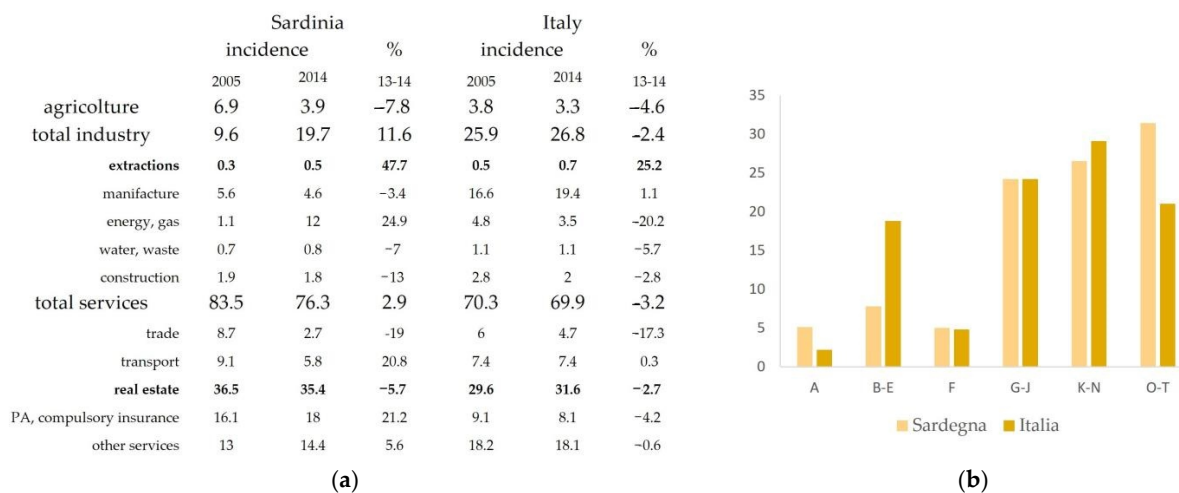 Sardinia Italy
incidence % incidence %
2005 2014 13-14 2005 2014 13-14
agricolture 6.9 3.9 −7.8 3.8 3.3 −4.6
total industry 9.6 19.7 11.6 25.9 26.8 −2.4
extractions 0.3 0.5 47.7 0.5 0.7 25.2
manifacture 5.6 4.6 −3.4 16.6 19.4 1.1
energy, gas 1.1 12 24.9 4.8 3.5 −20.2
water, waste 0.7 0.8 −7 1.1 1.1 −5.7
construction 1.9 1.8 −13 2.8 2 −2.8
total services 83.5 76.3 2.9 70.3 69.9 −3.2
trade 8.7 2.7 -19 6 4.7 −17.3
transport 9.1 5.8 20.8 7.4 7.4 0.3
real estate 36.5 35.4 −5.7 29.6 31.6 −2.7
PA, compulsory insurance 16.1 18 21.2 9.1 8.1 −4.2
other services 13 14.4 5.6 18.2 18.1 −0.6
(a)
35
30
25
20
15
10
5
0
A B-E F G-J K-N O-T
Sardegna Italia
(b)